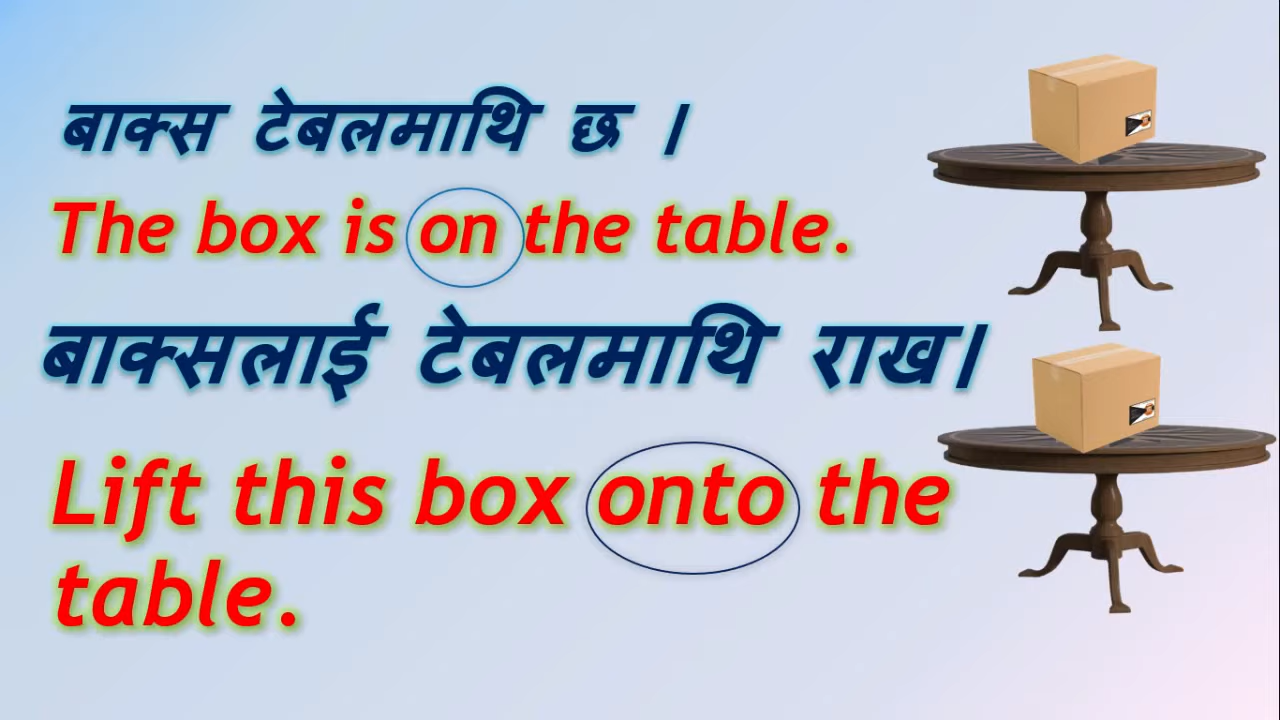 बाक्स टेबलमाथि छ ।
The box is on the table.
बाक्सलाई टेबलमाथि राख।
Lift this box onto the
table.